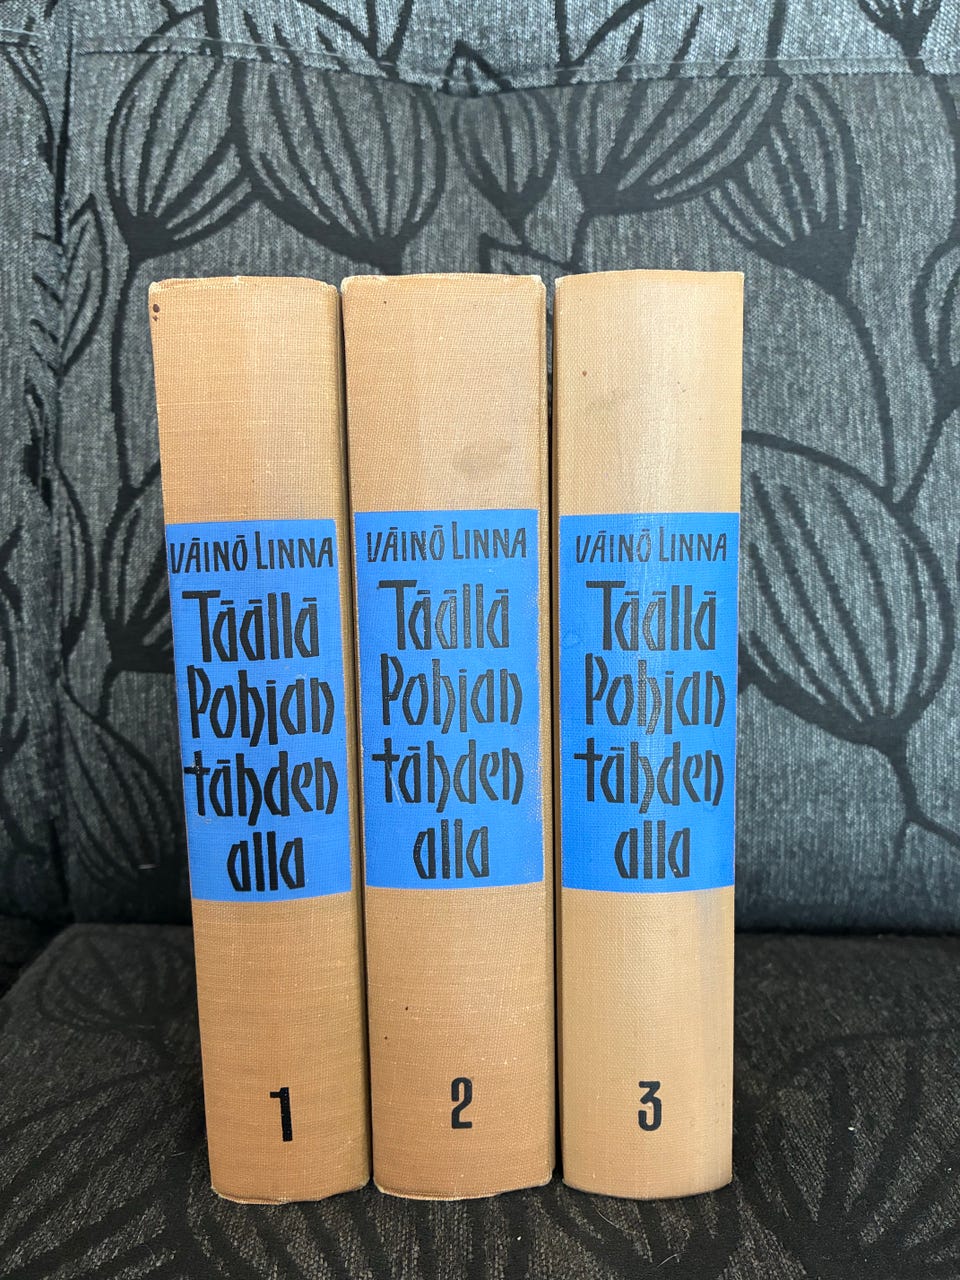 VÄINÖ LINNA
Täällä
Pohjan
tähden
alla
1
VÄINÖ LINNA
Täällä
Pohjan
tähden
alla
2
VÄINÖ LINNA
Täällä
Pohjan
tähden
alla
3